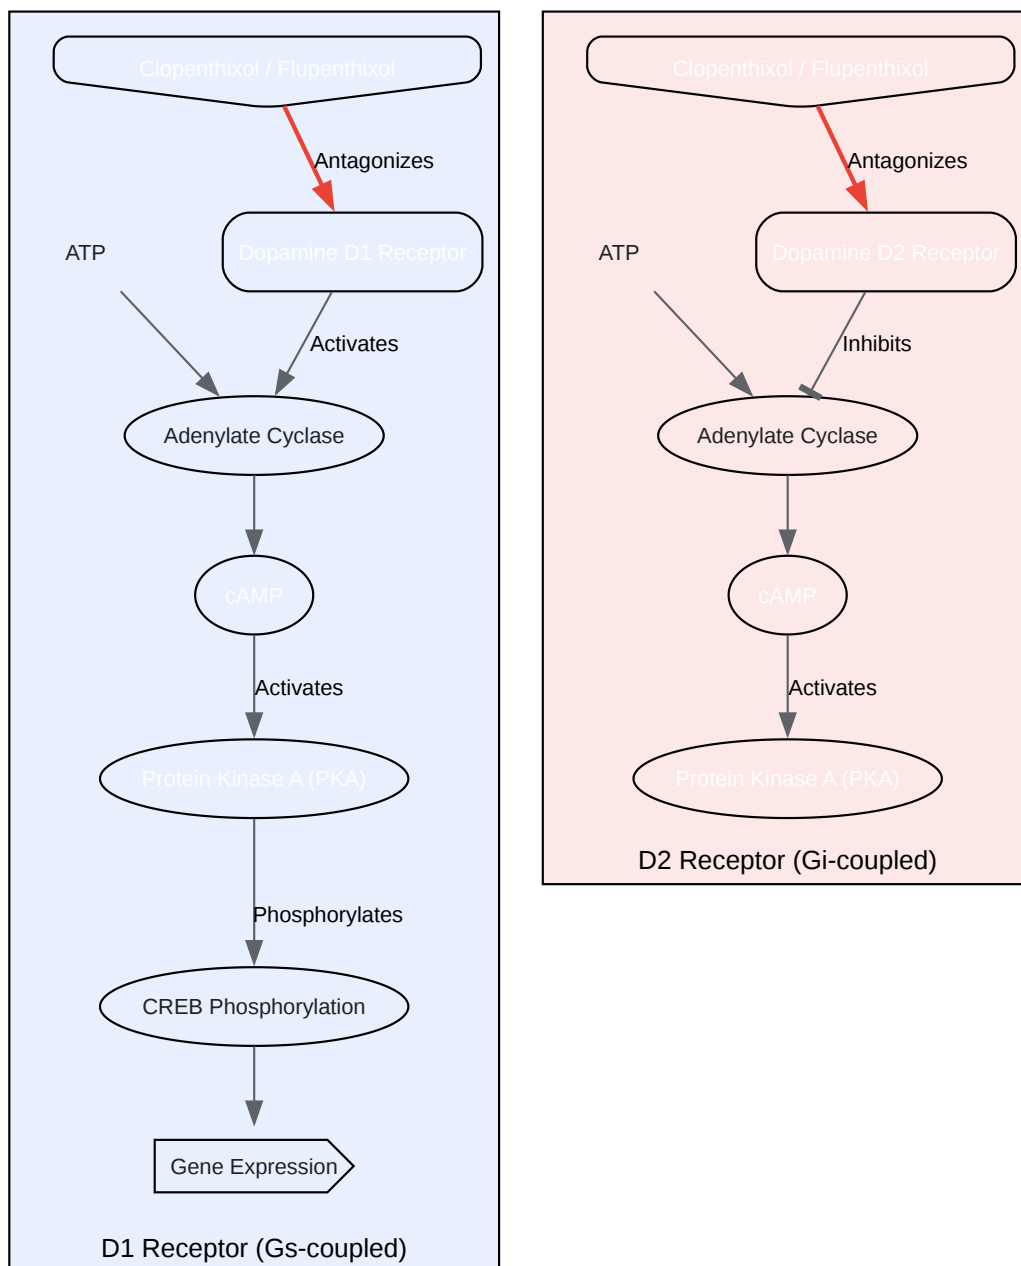 Clopenthixol / Flupenthixol
Antagonizes
ATP
Dopamine D1 Receptor
Activates
Adenylate Cyclase
cAMP
Activates
Protein Kinase A (PKA)
Phosphorylates
CREB Phosphorylation
Gene Expression
D1 Receptor (Gs-coupled)
Clopenthixol / Flupenthixol
Antagonizes
ATP
Dopamine D2 Receptor
Inhibits
Adenylate Cyclase
cAMP
Activates
Protein Kinase A (PKA)
D2 Receptor (Gi-coupled)